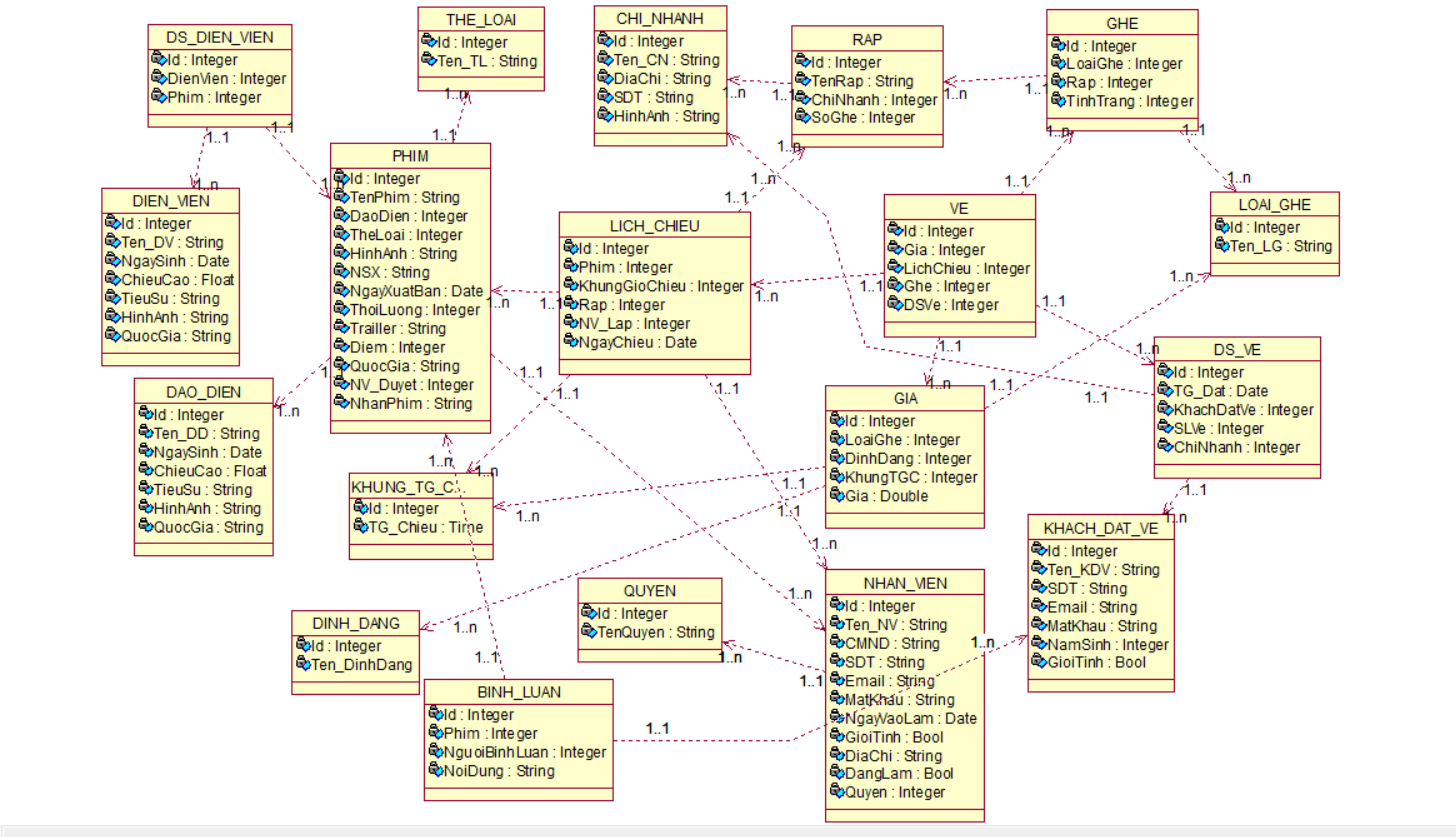 DS_DIEN_VIEN
Id : Integer
DienVien : Integer
Phim : Integer
1..1
1..1
THE_LOAI
Id : Integer
Ten_TL : String
1..n
1..1
CHI_NHANH
Id : Integer
Ten_CN : String
DiaChi : String
SDT : String
HinhAnh : String
1..n
1..1
RAP
Id : Integer
TenRap : String
ChiNhanh : Integer
SoGhe : Integer
1..n
1..1
1..n
1..n
1..1
GHE
Id : Integer
LoaiGhe : Integer
Rap : Integer
TinhTrang : Integer
1..n
1..1
1..1
1..n
DIEN_VIEN
1..n
Id : Integer
Ten_DV : String
NgaySinh : Date
ChieuCao : Float
TieuSu : String
HinhAnh : String
QuocGia : String
PHIM
Id : Integer
TenPhim : String
DaoDien : Integer
TheLoai : Integer
HinhAnh : String
NSX : String
NgayXuatBan : Date
ThoiLuong : Integer
Trailler : String
Diem : Integer
QuocGia : String
NV_Duyet : Integer
NhanPhim : String
1..n
1..1
1..1
1..n
LICH_CHIEU
Id : Integer
Phim : Integer
KhungGioChieu : Integer
Rap : Integer
NV_Lap : Integer
NgayChieu : Date
1..n
1..1
1..1
1..1
VE
Id : Integer
Gia : Integer
LichChieu : Integer
Ghe : Integer
DSVe : Integer
1..1
1..1
1..n
LOAI_GHE
Id : Integer
Ten_LG : String
1..n
DS_VE
Id : Integer
TG_Dat : Date
KhachDatVe : Integer
SLVe : Integer
ChiNhanh : Integer
1..1
1..1
1..n
DAO_DIEN
Id : Integer
Ten_DD : String
NgaySinh : Date
ChieuCao : Float
TieuSu : String
HinhAnh : String
QuocGia : String
1..n
GIA
1..n
1..1
Id : Integer
LoaiGhe : Integer
DinhDang : Integer
KhungTGC : Integer
Gia : Double
1..1
1..1
1..n
KHUNG_TG_C...
Id : Integer
TG_Chieu : Time
1..n
1..n
KHACH_DAT_VE
Id : Integer
Ten_KDV : String
SDT : String
Email : String
MatKhau : String
NamSinh : Integer
GioiTinh : Bool
1..n
NHAN_VIEN
Id : Integer
Ten_NV : String
CMND : String
SDT : String
Email : String
MatKhau : String
NgayVaoLam : Date
GioiTinh : Bool
DiaChi : String
DangLam : Bool
Quyen : Integer
1..n
1..1
QUYEN
Id : Integer
TenQuyen : String
1..n
DINH_DANG
Id : Integer
Ten_DinhDang
1..n
1..1
BINH_LUAN
Id : Integer
Phim : Integer
NguoiBinhLuan : Integer
NoiDung : String
1..1